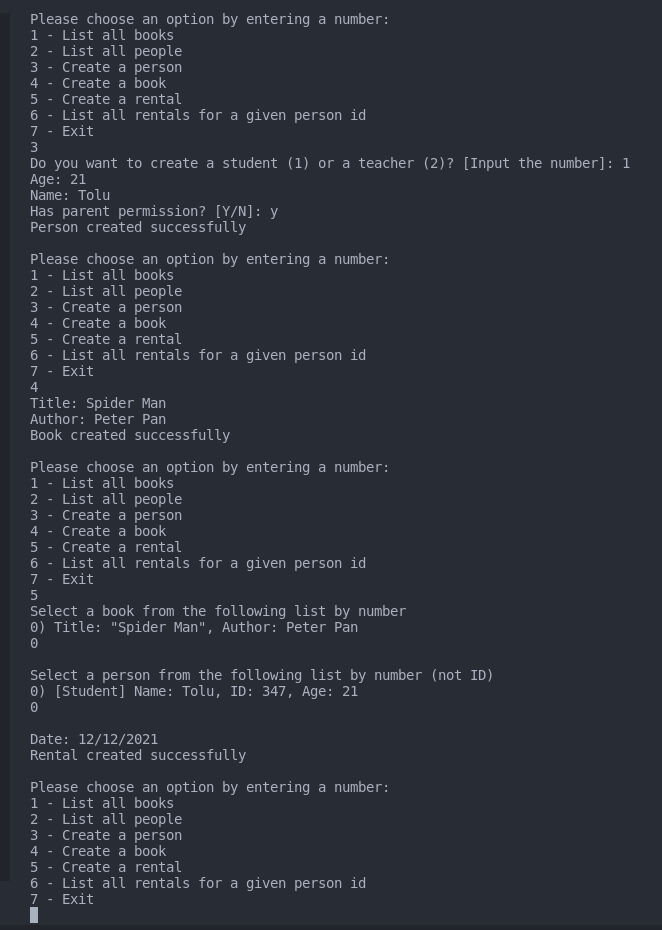 Please choose an option by entering a number:
1 - List all books
2 - List all people
3 - Create a person
4 - Create a book
5 - Create a rental
6 - List all rentals for a given person id
7 - Exit
3
Do you want to create a student (1) or a teacher (2)? [Input the number]: 1
Age: 21
Name: Tolu
Has parent permission? [Y/N]: y
Person created successfully

Please choose an option by entering a number:
1 - List all books
2 - List all people
3 - Create a person
4 - Create a book
5 - Create a rental
6 - List all rentals for a given person id
7 - Exit
4
Title: Spider Man
Author: Peter Pan
Book created successfully

Please choose an option by entering a number:
1 - List all books
2 - List all people
3 - Create a person
4 - Create a book
5 - Create a rental
6 - List all rentals for a given person id
7 - Exit
5
Select a book from the following list by number
0) Title: "Spider Man", Author: Peter Pan
0

Select a person from the following list by number (not ID)
0) [Student] Name: Tolu, ID: 347, Age: 21
0

Date: 12/12/2021
Rental created successfully

Please choose an option by entering a number:
1 - List all books
2 - List all people
3 - Create a person
4 - Create a book
5 - Create a rental
6 - List all rentals for a given person id
7 - Exit